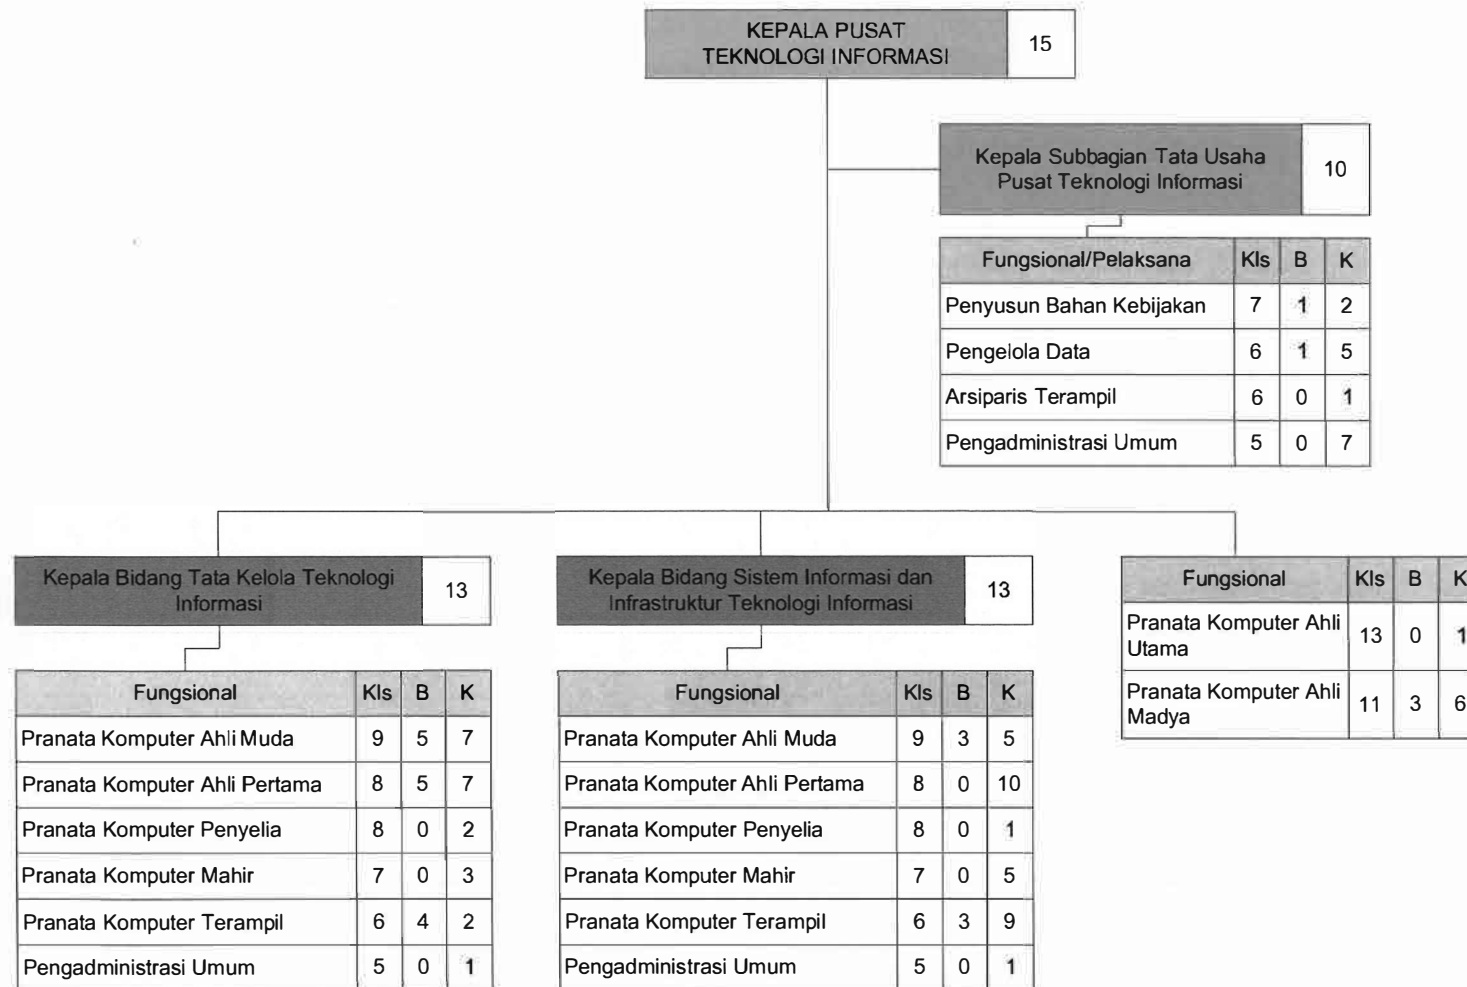 KEPALA PUSAT
TEKNOLOGI INFORMASI
15
Kepala Subbagian Tata Usaha
Pusat Teknologi Informasi
10
Fungsional/Pelaksana Kls B K
Penyusun Bahan Kebijakan 7 1 2
Pengelola Data 6 1 5
Arsiparis Terampil 6 0 1
Pengadministrasi Umum 5 0 7
Kepala Bidang Tata Kelola Teknologi
Informasi
13
Fungsional Kls B K
Pranata Komputer Ahli Muda 9 5 7
Pranata Komputer Ahli Pertama 8 5 7
Pranata Komputer Penyelia 8 0 2
Pranata Komputer Mahir 7 0 3
Pranata Komputer Terampil 6 4 2
Pengadministrasi Umum 5 0 1
Kepala Bidang Sistem Informasi dan
Infrastruktur Teknologi Informasi
13
Fungsional Kls B K
Pranata Komputer Ahli Muda 9 3 5
Pranata Komputer Ahli Pertama 8 0 10
Pranata Komputer Penyelia 8 0 1
Pranata Komputer Mahir 7 0 5
Pranata Komputer Terampil 6 3 9
Pengadministrasi Umum 5 0 1
Fungsional Kls B K
Pranata Komputer Ahli
Utama
13 0 1
Pranata Komputer Ahli
Madya
11 3 6